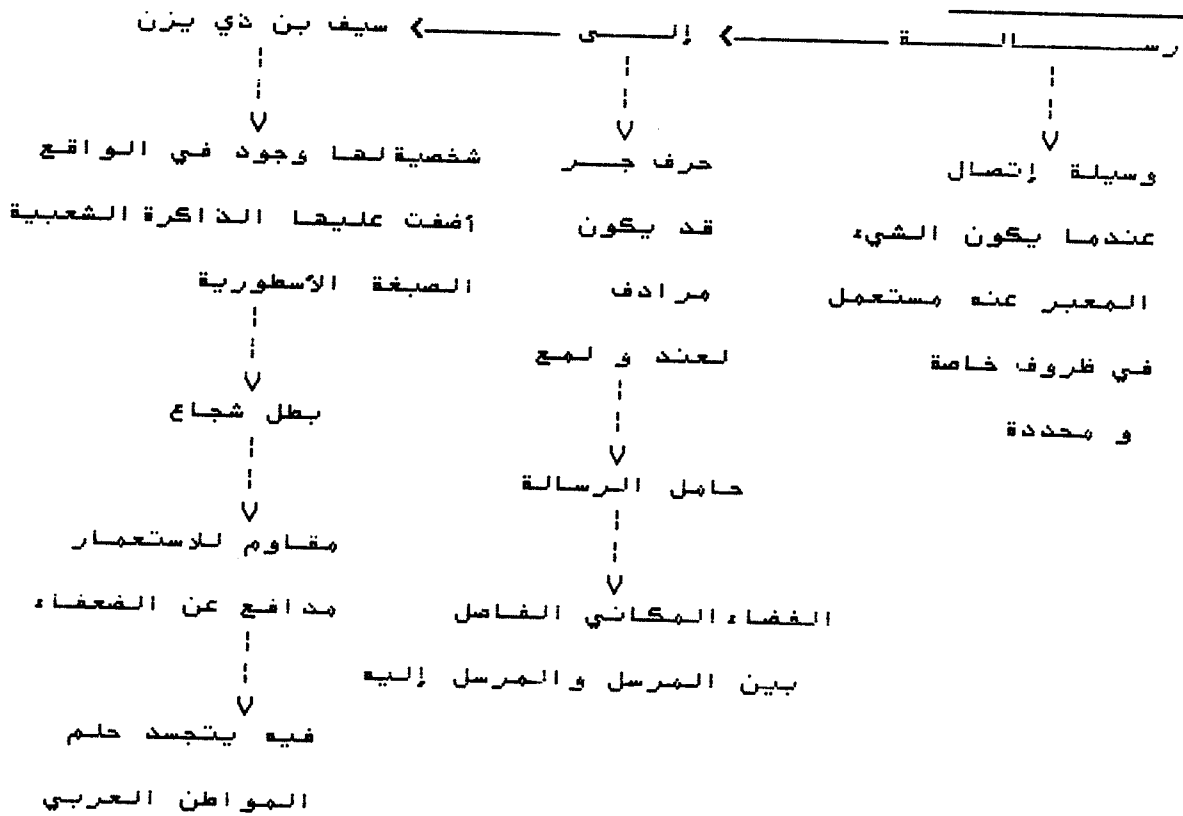 رسالة ——> إلى ——> سيف بن ذي يزن
وسيلة إتصال
عندما يكون الشيء
المعبر عنه مستعمل
في ظروف خاصة
و محددة
حرف جر
قد يكون
مرادف
لعند و لمع
حامل الرسالة
الفضاء المكاني الفاصل
بين المرسل والمرسل إليه
شخصية لها وجود في الواقع
أضفت عليها الذاكرة الشعبية
الصبغة الأسطورية
بطل شجاع
مقاوم للاستعمار
مدافع عن الضعفاء
فيه يتجسد حلم
المواطن العربي